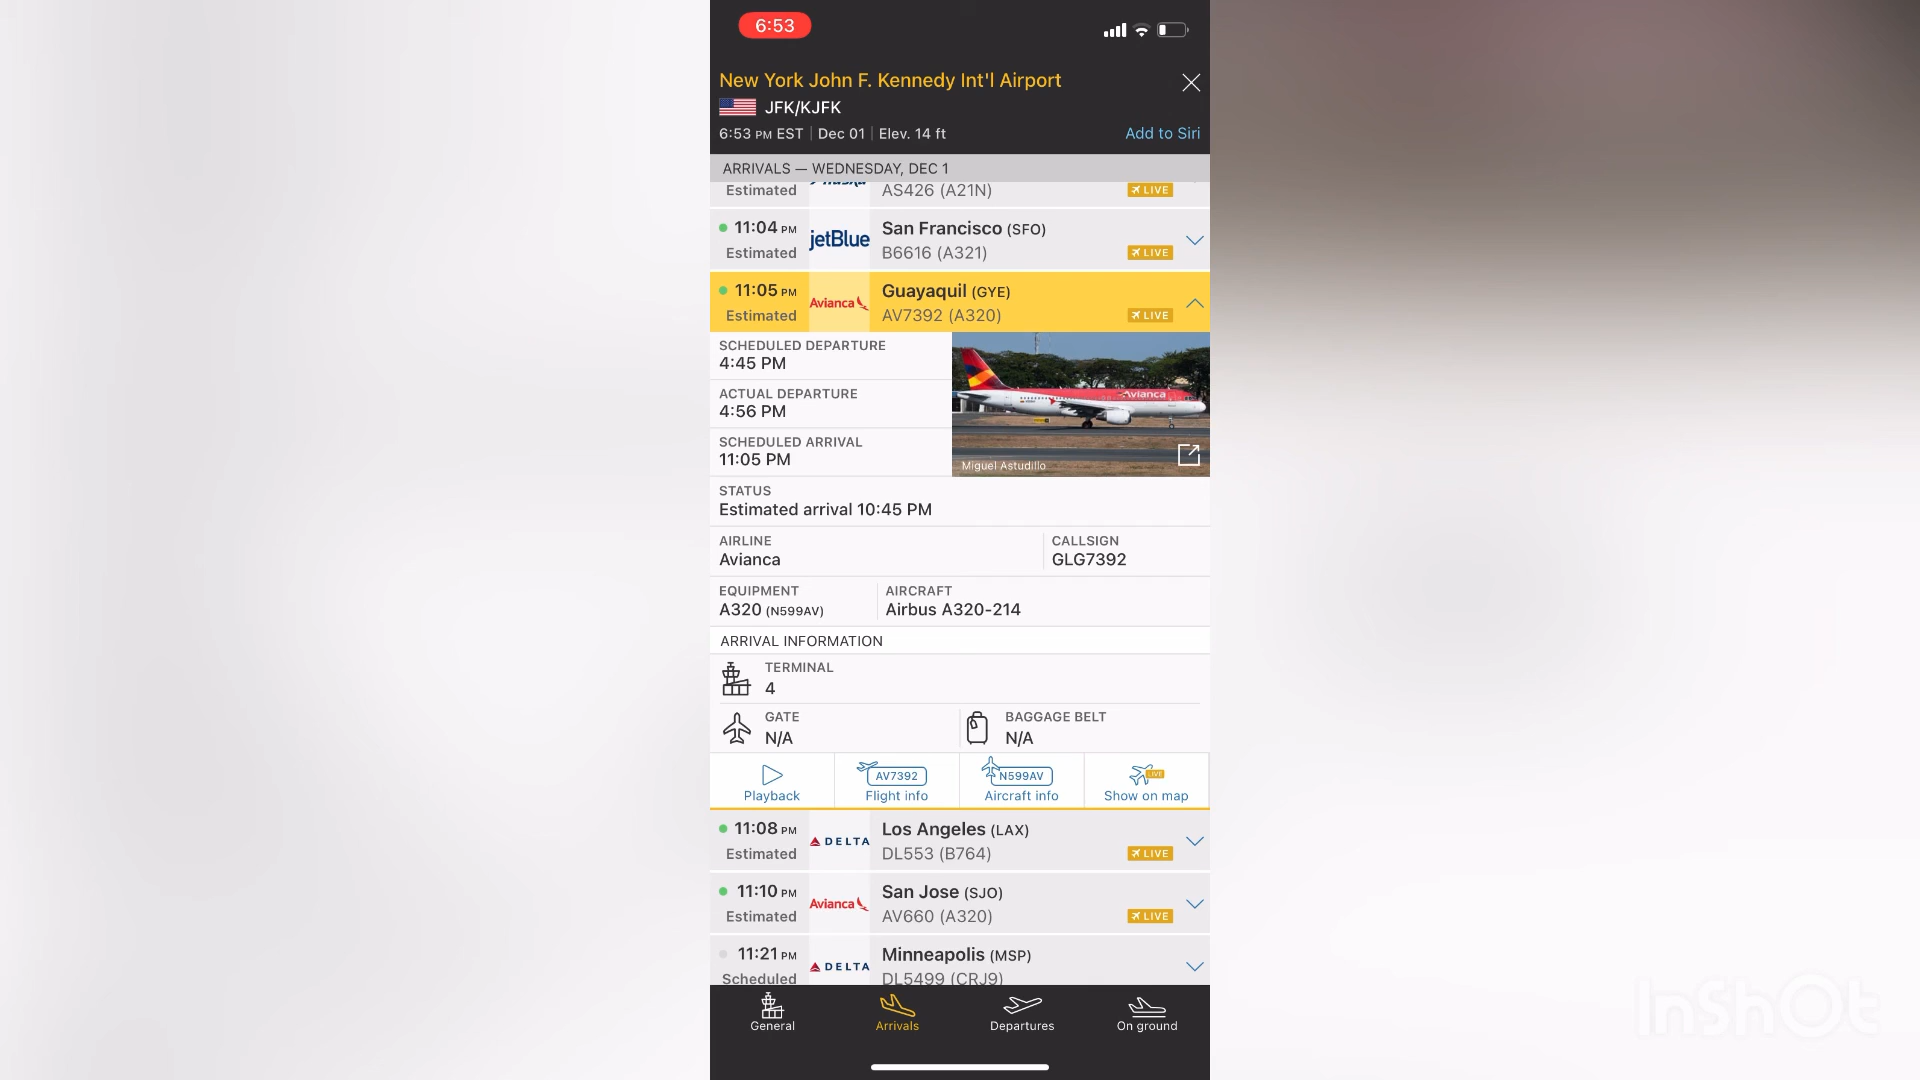 6:53
New York John F. Kennedy Int'l Airport
JFK/KJFK
6:53 PM EST | Dec 01 | Elev. 14 ft
Add to Siri
ARRIVALS — WEDNESDAY, DEC 1
Estimated
Alaska
AS426 (A21N)
LIVE
11:04 PM
jetBlue
San Francisco (SFO)
Estimated
B6616 (A321)
LIVE
11:05 PM
Avianca
Guayaquil (GYE)
Estimated
AV7392 (A320)
LIVE
SCHEDULED DEPARTURE
4:45 PM
ACTUAL DEPARTURE
4:56 PM
SCHEDULED ARRIVAL
11:05 PM
Avianca
Miguel Astudillo
STATUS
Estimated arrival 10:45 PM
AIRLINE
Avianca
CALLSIGN
GLG7392
EQUIPMENT
A320 (N599AV)
AIRCRAFT
Airbus A320-214
ARRIVAL INFORMATION
TERMINAL
4
GATE
N/A
BAGGAGE BELT
N/A
Playback
AV7392
Flight info
N599AV
Aircraft info
LIVE
Show on map
11:08 PM
DELTA
Los Angeles (LAX)
Estimated
DL553 (B764)
LIVE
11:10 PM
Avianca
San Jose (SJO)
Estimated
AV660 (A320)
LIVE
11:21 PM
DELTA
Minneapolis (MSP)
Scheduled
DL5499 (CRJ9)
General
Arrivals
Departures
On ground
InShOt